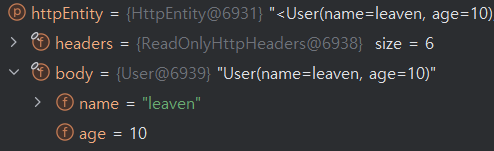 p httpEntity = {HttpEntity@6931} "<User(name=leaven, age=10)
f headers = {ReadOnlyHttpHeaders@6938} size = 6
f body = {User@6939} "User(name=leaven, age=10)"
f name = "leaven"
f age = 10